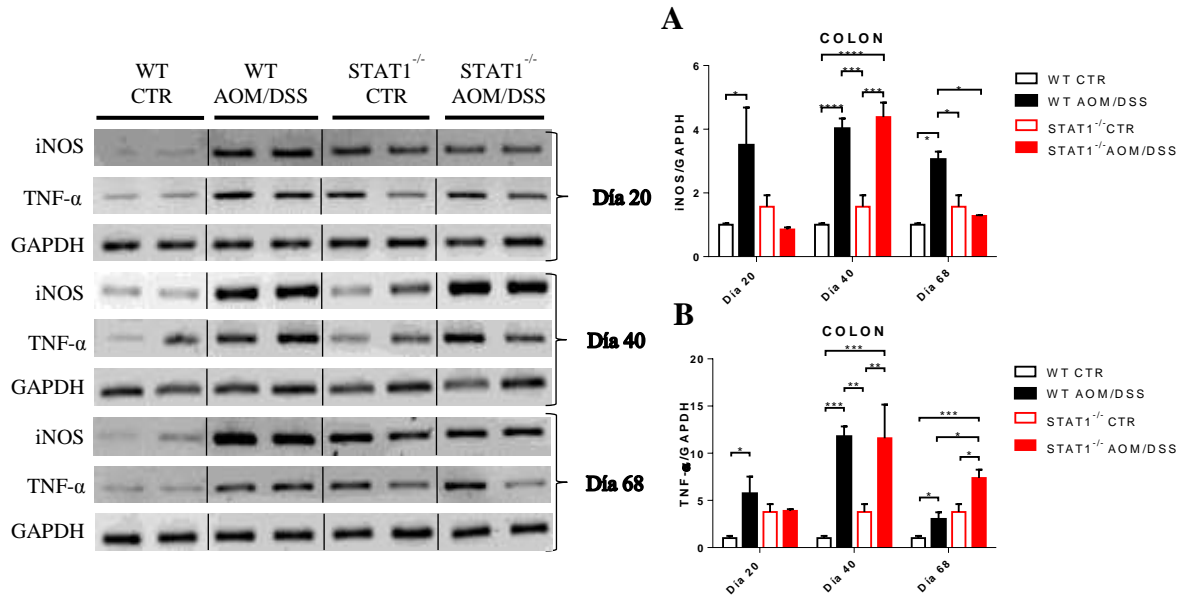 WT
CTR
WT
AOM/DSS
STAT1-/-
CTR
STAT1-/-
AOM/DSS
iNOS
TNF-α
GAPDH
Día 20
iNOS
TNF-α
GAPDH
Día 40
iNOS
TNF-α
GAPDH
Día 68
A
COLON
iNOS/GAPDH
6
4
2
0
*
****
***
****
***
*
*
*
Día 20
Día 40
Día 68
WT CTR
WT AOM/DSS
STAT1-/- CTR
STAT1-/- AOM/DSS
B
COLON
TNF-α/GAPDH
20
15
10
5
0
*
***
**
***
**
***
*
*
*
Día 20
Día 40
Día 68
WT CTR
WT AOM/DSS
STAT1-/- CTR
STAT1-/- AOM/DSS